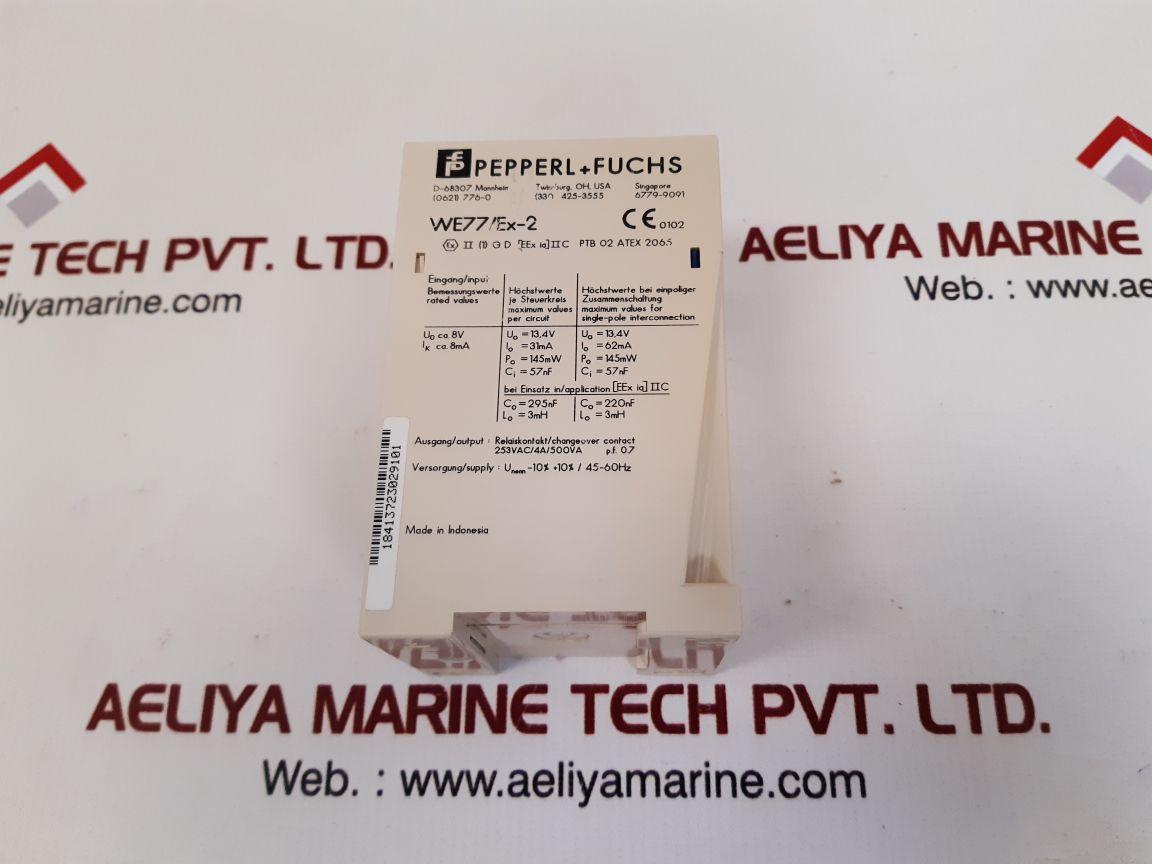 PEPPERL+FUCHS
D-68307 Mannheim Twinsburg, OH, USA Singapore
(0621) 776-0 (330) 425-3555 6779-9091
WE77/Ex-2 CE 0102
Ex II (1) G D [EEx ia] IIC PTB 02 ATEX 2065
Eingang/input
Bemessungswerte
rated values
Höchstwerte
je Steuerkreis
maximum values
per circuit
Höchstwerte bei einpoliger
Zusammenschaltung
maximum values for
single-pole interconnection
U₀ ca. 8V
Iₖ ca. 8mA
Uₒ = 13,4V
Iₒ = 31mA
Pₒ = 145mW
Cᵢ = 57nF
Uₒ = 13,4V
Iₒ = 62mA
Pₒ = 145mW
Cᵢ = 57nF
bei Einsatz in/application [EEx ia] IIC
Cₒ = 295nF
Lₒ = 3mH
Cₒ = 220nF
Lₒ = 3mH
Ausgang/output : Relaiskontakt/changeover contact
253VAC/4A/500VA p.f. 0.7
Versorgung/supply : Uₙₑₙₙ -10% +10% / 45-60Hz
18413723029101
Made in Indonesia
E TECH PVT. LTD.
aeliyamarine.com
AELIYA MARINE
Web. : www.ae
AELIYA MARINE TECH PVT. LTD.
Web. : www.aeliyamarine.com